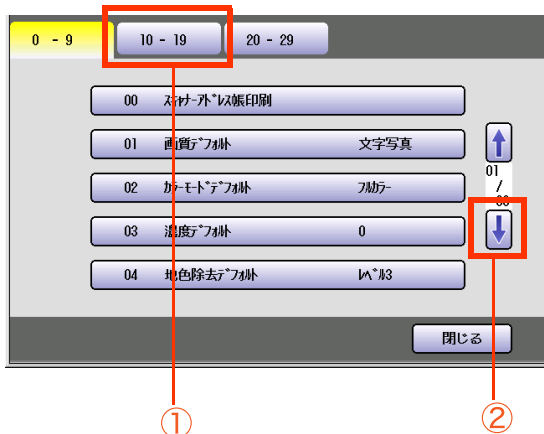 0 - 9 10 - 19 20 - 29
00 ｽｷｬﾅｰｱﾄﾞﾚｽ帳印刷
01 画質ﾃﾞﾌｫﾙﾄ 文字写真
01
/
02 ｶﾗｰﾓｰﾄﾞﾃﾞﾌｫﾙﾄ ﾌﾙｶﾗｰ
03 濃度ﾃﾞﾌｫﾙﾄ 0
04 地色除去ﾃﾞﾌｫﾙﾄ ﾚﾍﾞﾙ3
閉じる
① ②